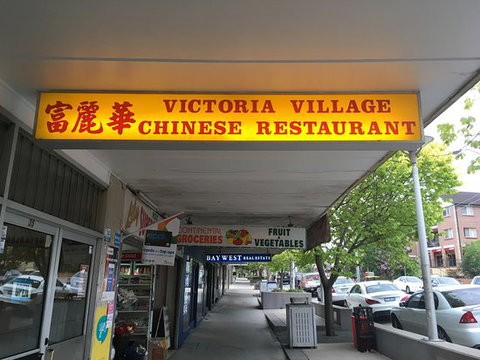 富麗華 VICTORIA VILLAGE
CHINESE RESTAURANT
CONTINENTAL
GROCERIES
FRUIT
&
VEGETABLES
BAYWEST REAL ESTATE